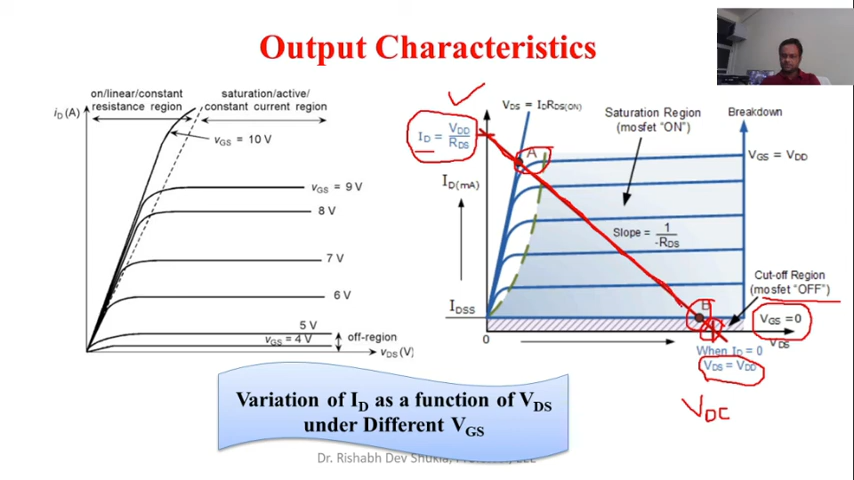 Output Characteristics
on/linear/constant
resistance region
saturation/active/
constant current region
iD(A)
vGS = 10 V
vGS = 9 V
8 V
7 V
6 V
5 V
vGS = 4 V
off-region
vDS(V)
VDS = IDRDS(ON)
Saturation Region
(mosfet "ON")
Breakdown
ID = VDD
RDS
A
VGS = VDD
ID(mA)
Slope = 1
-RDS
Cut-off Region
(mosfet "OFF")
B
IDSS
VGS = 0
0
VDS
When ID = 0
VDS = VDD
VDC
Variation of ID as a function of VDS
under Different VGS
Dr. Rishabh Dev Shukla,